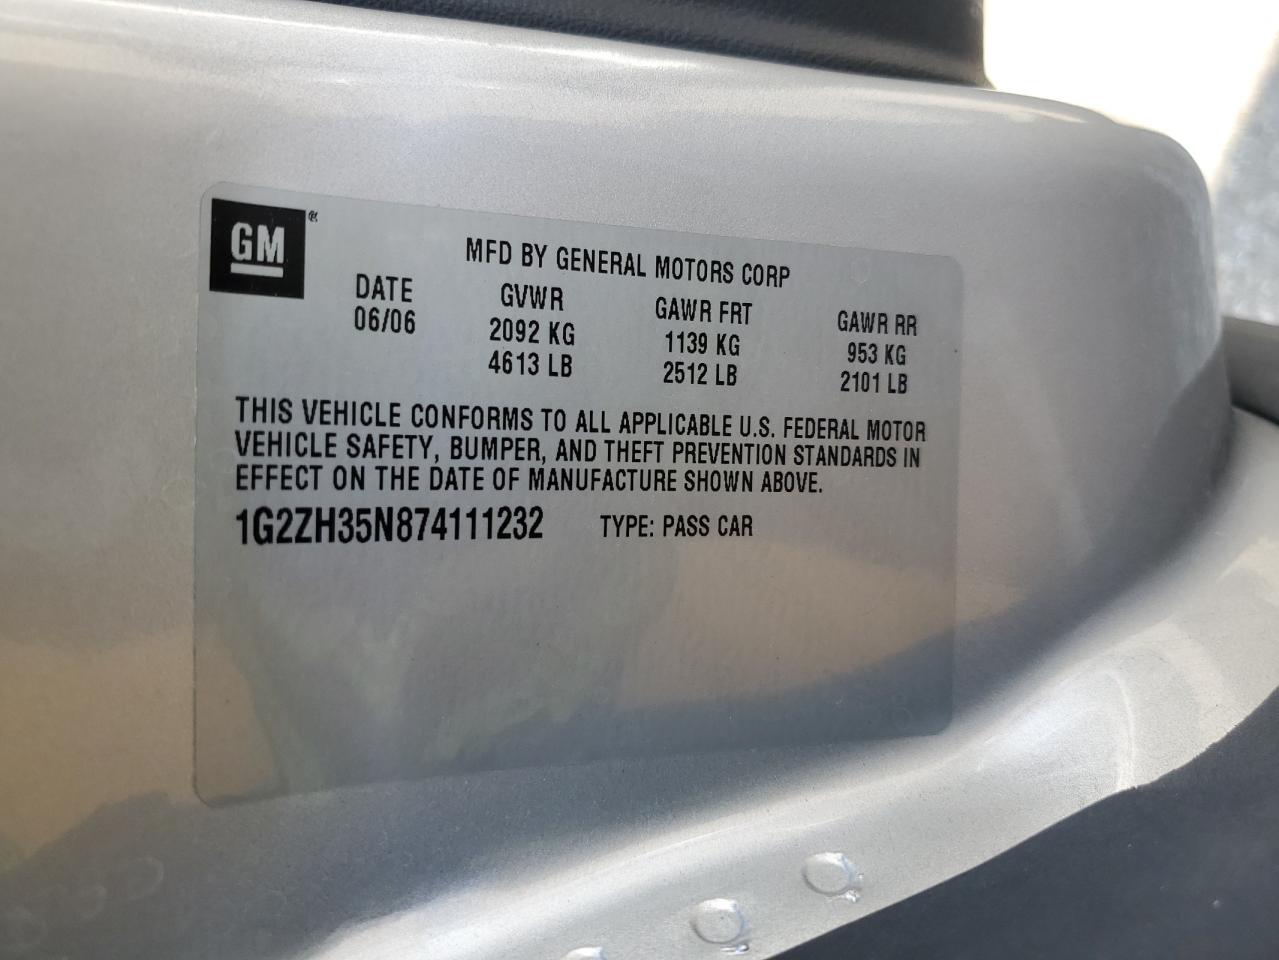 GM ®
MFD BY GENERAL MOTORS CORP
DATE GVWR GAWR FRT GAWR RR
06/06 2092 KG 1139 KG 953 KG
4613 LB 2512 LB 2101 LB
THIS VEHICLE CONFORMS TO ALL APPLICABLE U.S. FEDERAL MOTOR
VEHICLE SAFETY, BUMPER, AND THEFT PREVENTION STANDARDS IN
EFFECT ON THE DATE OF MANUFACTURE SHOWN ABOVE.
1G2ZH35N874111232 TYPE: PASS CAR